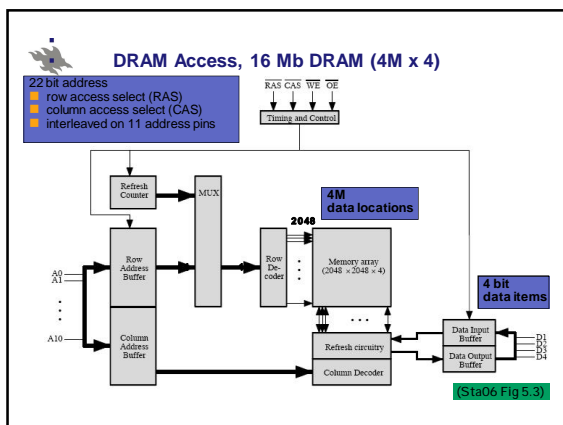 DRAM Access, 16 Mb DRAM (4M x 4)
22 bit address
row access select (RAS)
column access select (CAS)
interleaved on 11 address pins
RAS CAS WE OE
Timing and Control
Refresh
Counter
MUX
4M
data locations
2048
Row
Address
Buffer
Row
De-
coder
Memory array
(2048 × 2048 × 4)
A0
A1
A10
4 bit
data items
Column
Address
Buffer
Data Input
Buffer
Refresh circuitry
Data Output
Buffer
D1
D2
D3
D4
Column Decoder
(Sta06 Fig 5.3)